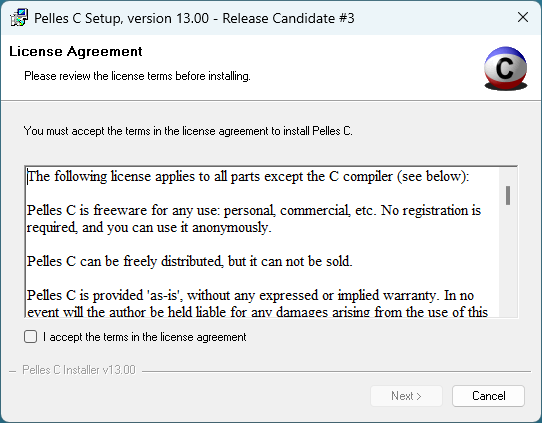 Pelles C Setup, version 13.00 - Release Candidate #3
License Agreement
Please review the license terms before installing.
C
You must accept the terms in the license agreement to install Pelles C.
The following license applies to all parts except the C compiler (see below):
Pelles C is freeware for any use: personal, commercial, etc. No registration is
required, and you can use it anonymously.
Pelles C can be freely distributed, but it can not be sold.
Pelles C is provided 'as-is', without any expressed or implied warranty. In no
event will the author be held liable for any damages arising from the use of this
I accept the terms in the license agreement
Pelles C Installer v13.00
Next >
Cancel